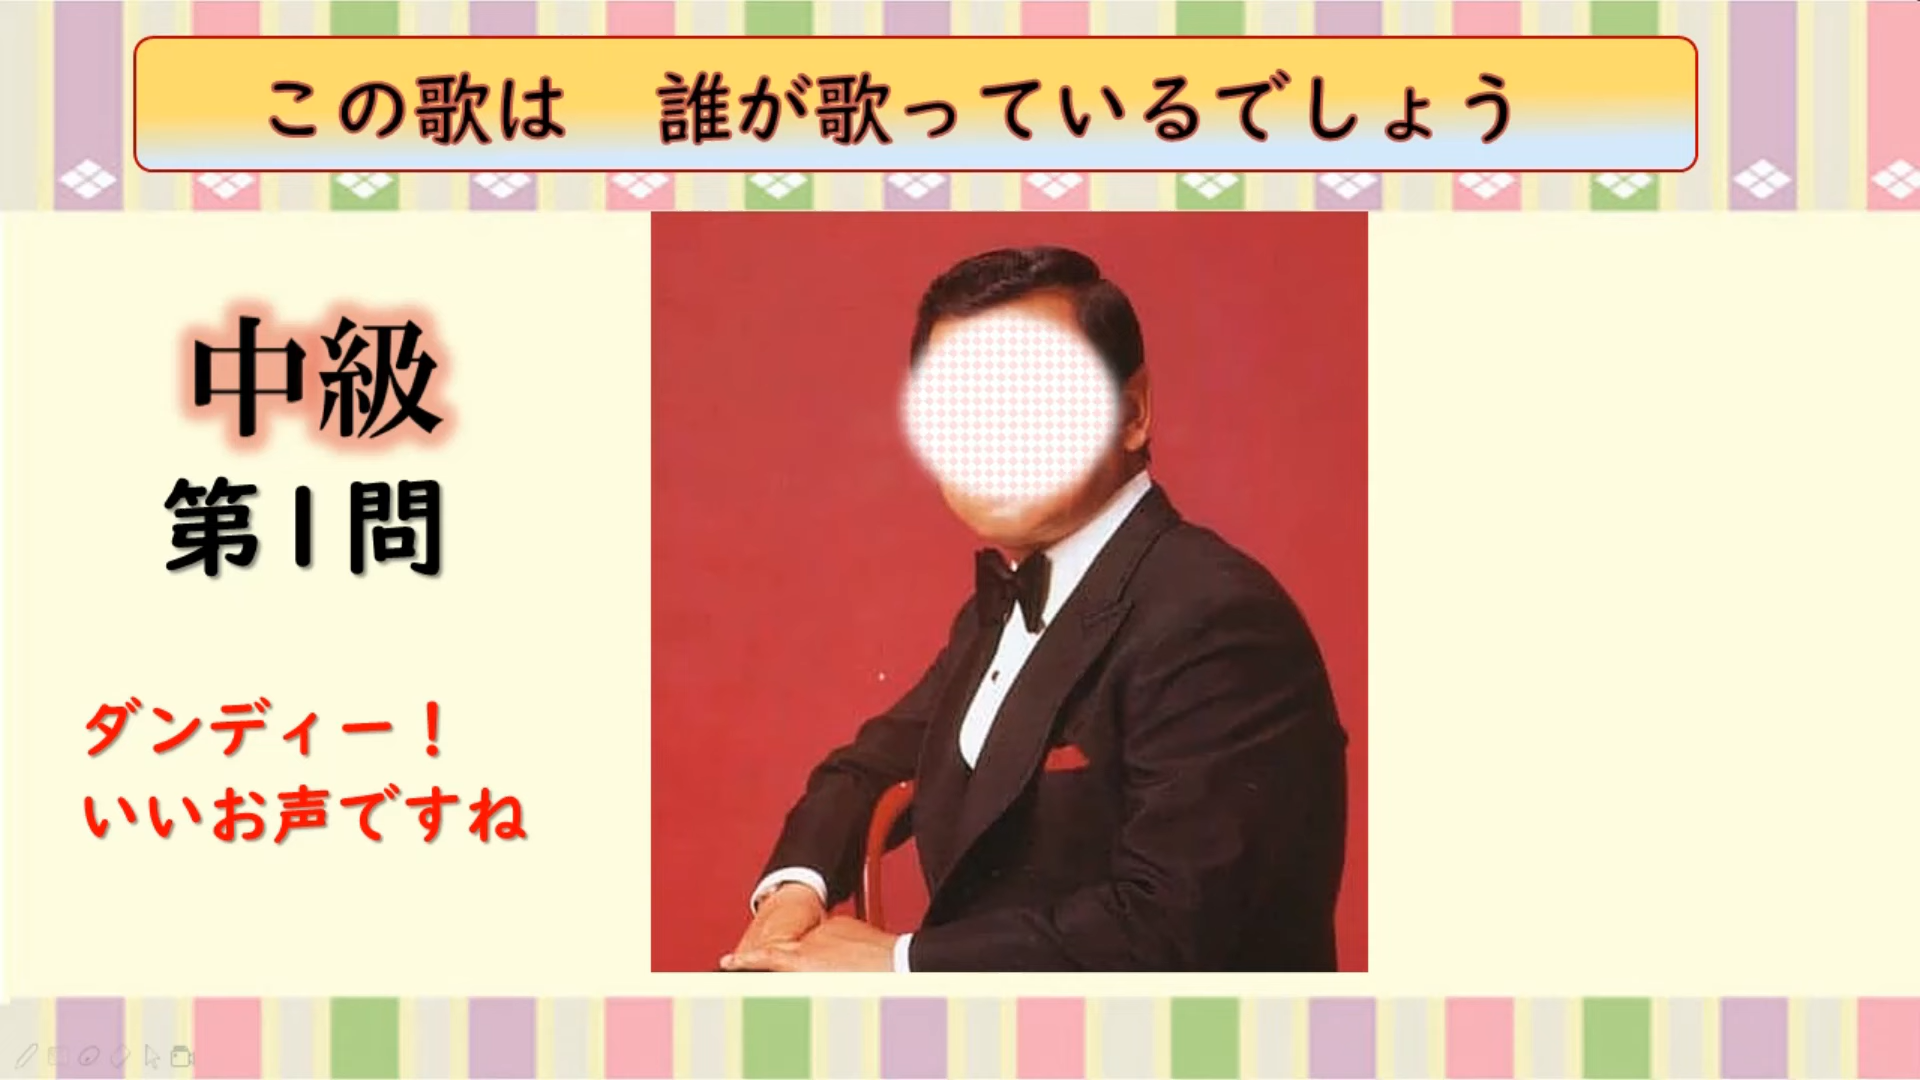 この歌は　誰が歌っているでしょう
中級
第1問
ダンディー！
いいお声ですね